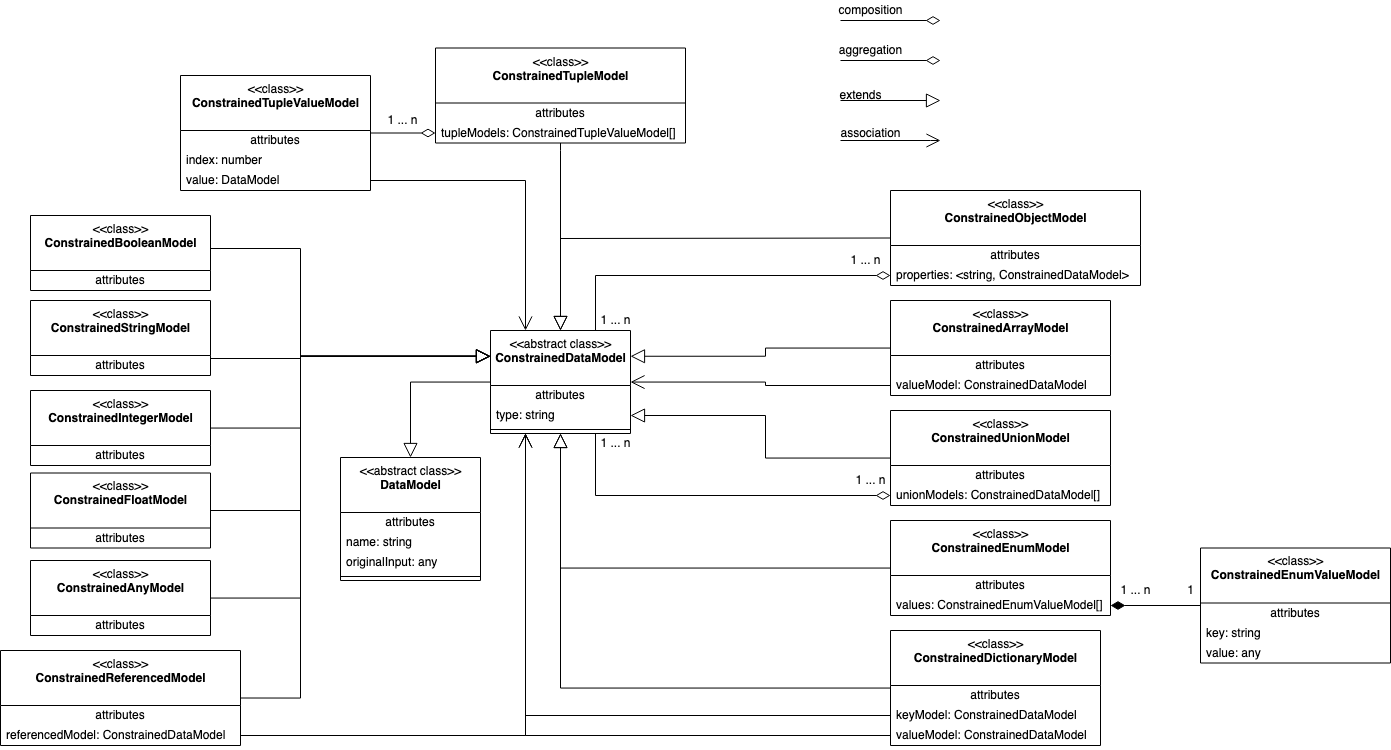 composition
aggregation
extends
association
<<class>>
ConstrainedTupleModel
attributes
tupleModels: ConstrainedTupleValueModel[]
1 ... n
<<class>>
ConstrainedTupleValueModel
attributes
index: number
value: DataModel
<<class>>
ConstrainedObjectModel
attributes
properties: <string, ConstrainedDataModel>
1 ... n
1 ... n
<<class>>
ConstrainedBooleanModel
attributes
<<class>>
ConstrainedStringModel
attributes
<<class>>
ConstrainedIntegerModel
attributes
<<class>>
ConstrainedFloatModel
attributes
<<class>>
ConstrainedAnyModel
attributes
<<class>>
ConstrainedReferencedModel
attributes
referencedModel: ConstrainedDataModel
<<abstract class>>
ConstrainedDataModel
attributes
type: string
1 ... n
<<abstract class>>
DataModel
attributes
name: string
originalInput: any
<<class>>
ConstrainedArrayModel
attributes
valueModel: ConstrainedDataModel
<<class>>
ConstrainedUnionModel
attributes
1 ... n
unionModels: ConstrainedDataModel[]
<<class>>
ConstrainedEnumModel
attributes
values: ConstrainedEnumValueModel[]
1 ... n
1
<<class>>
ConstrainedEnumValueModel
attributes
key: string
value: any
<<class>>
ConstrainedDictionaryModel
attributes
keyModel: ConstrainedDataModel
valueModel: ConstrainedDataModel